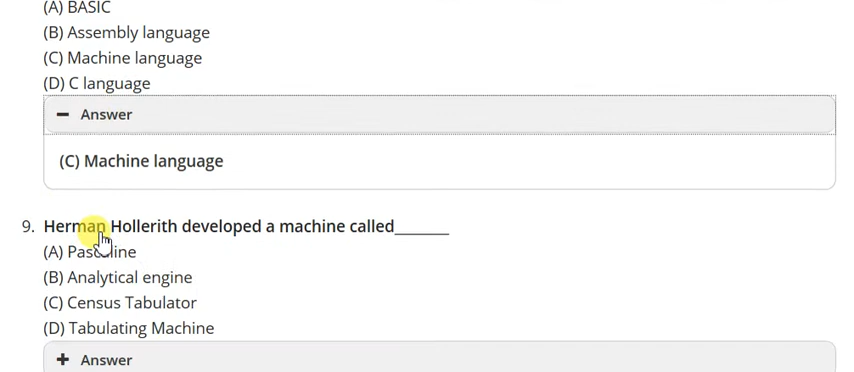 (A) BASIC
(B) Assembly language
(C) Machine language
(D) C language
− Answer
(C) Machine language
9. Herman Hollerith developed a machine called_______
(A) Pascaline
(B) Analytical engine
(C) Census Tabulator
(D) Tabulating Machine
+ Answer